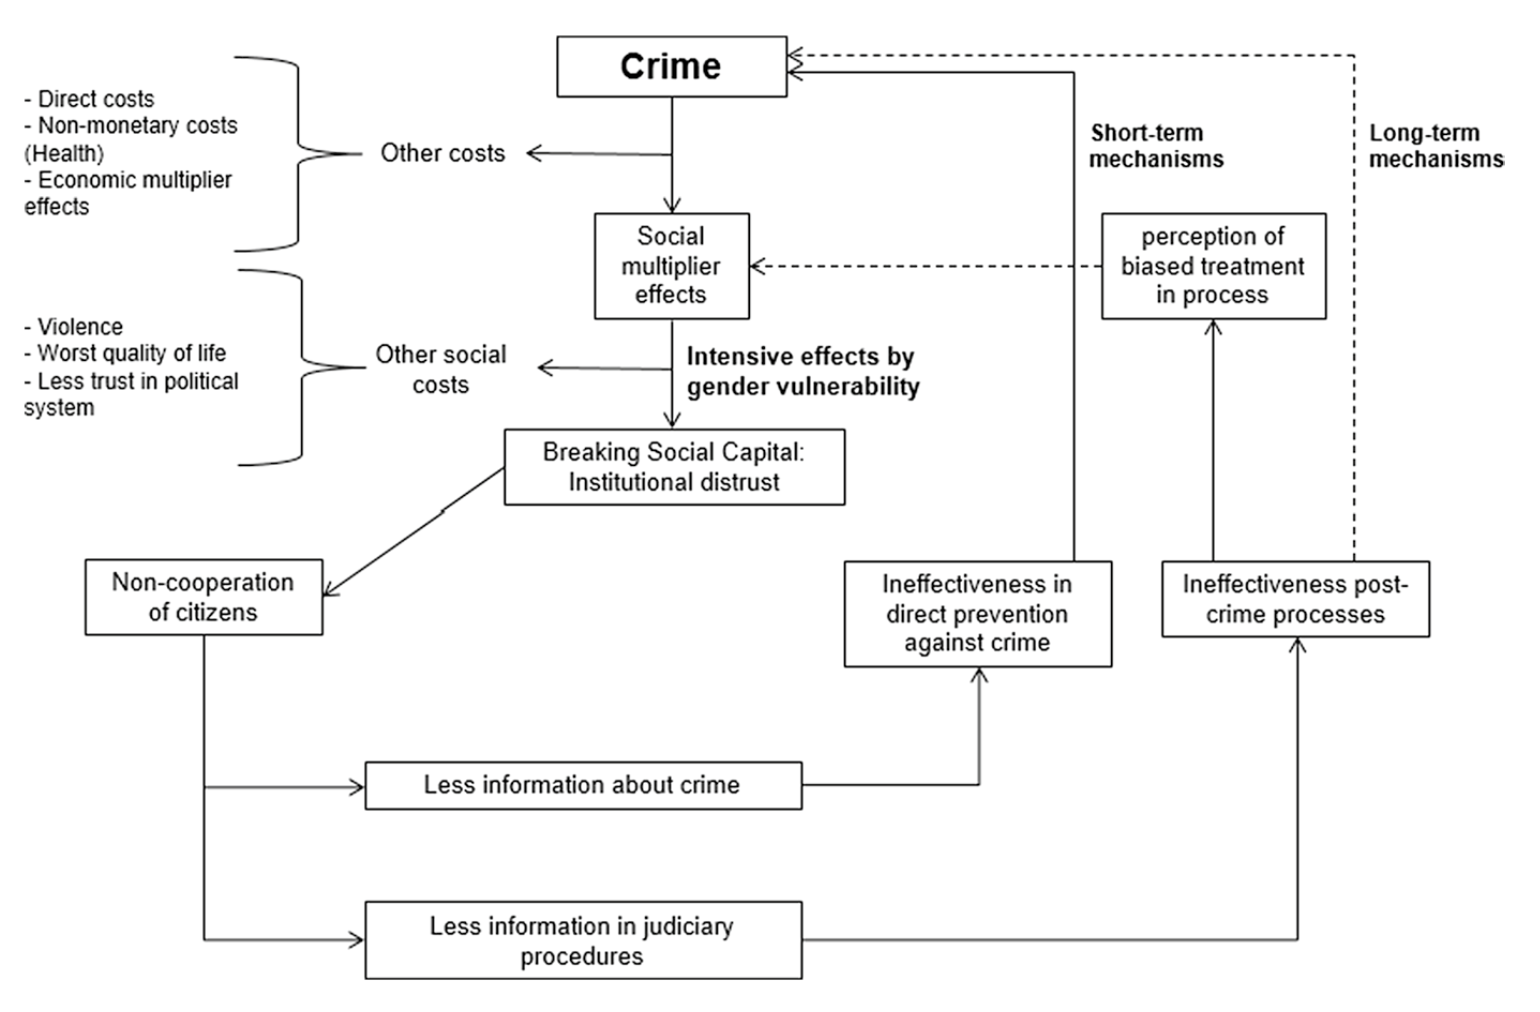 Crime
- Direct costs
- Non-monetary costs
(Health)
- Economic multiplier
effects
Other costs
Short-term
mechanisms
Long-term
mechanisms
Social
multiplier
effects
perception of
biased treatment
in process
- Violence
- Worst quality of life
- Less trust in political
system
Other social
costs
Intensive effects by
gender vulnerability
Breaking Social Capital:
Institutional distrust
Non-cooperation
of citizens
Ineffectiveness in
direct prevention
against crime
Ineffectiveness post-
crime processes
Less information about crime
Less information in judiciary
procedures